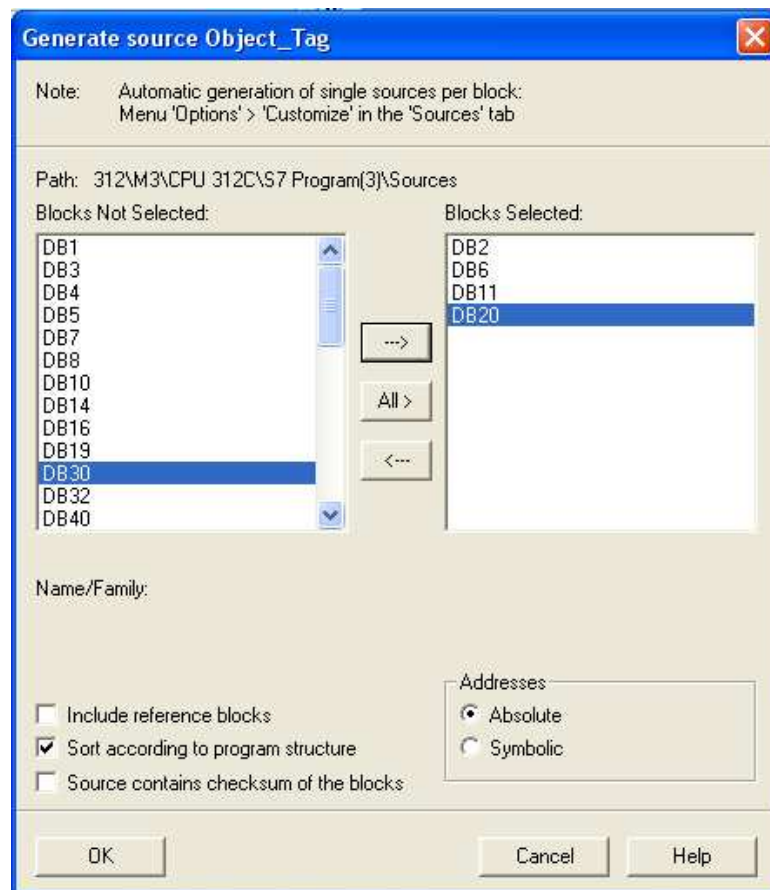 Generate source Object_Tag
Note: Automatic generation of single sources per block:
Menu 'Options' > 'Customize' in the 'Sources' tab
Path: 312\M3\CPU 312C\S7 Program(3)\Sources
Blocks Not Selected:
DB1
DB3
DB4
DB5
DB7
DB8
DB10
DB14
DB16
DB19
DB30
DB32
DB40
--->
All >
<---
Blocks Selected:
DB2
DB6
DB11
DB20
Name/Family:
Include reference blocks
Sort according to program structure
Source contains checksum of the blocks
Addresses
Absolute
Symbolic
OK
Cancel
Help